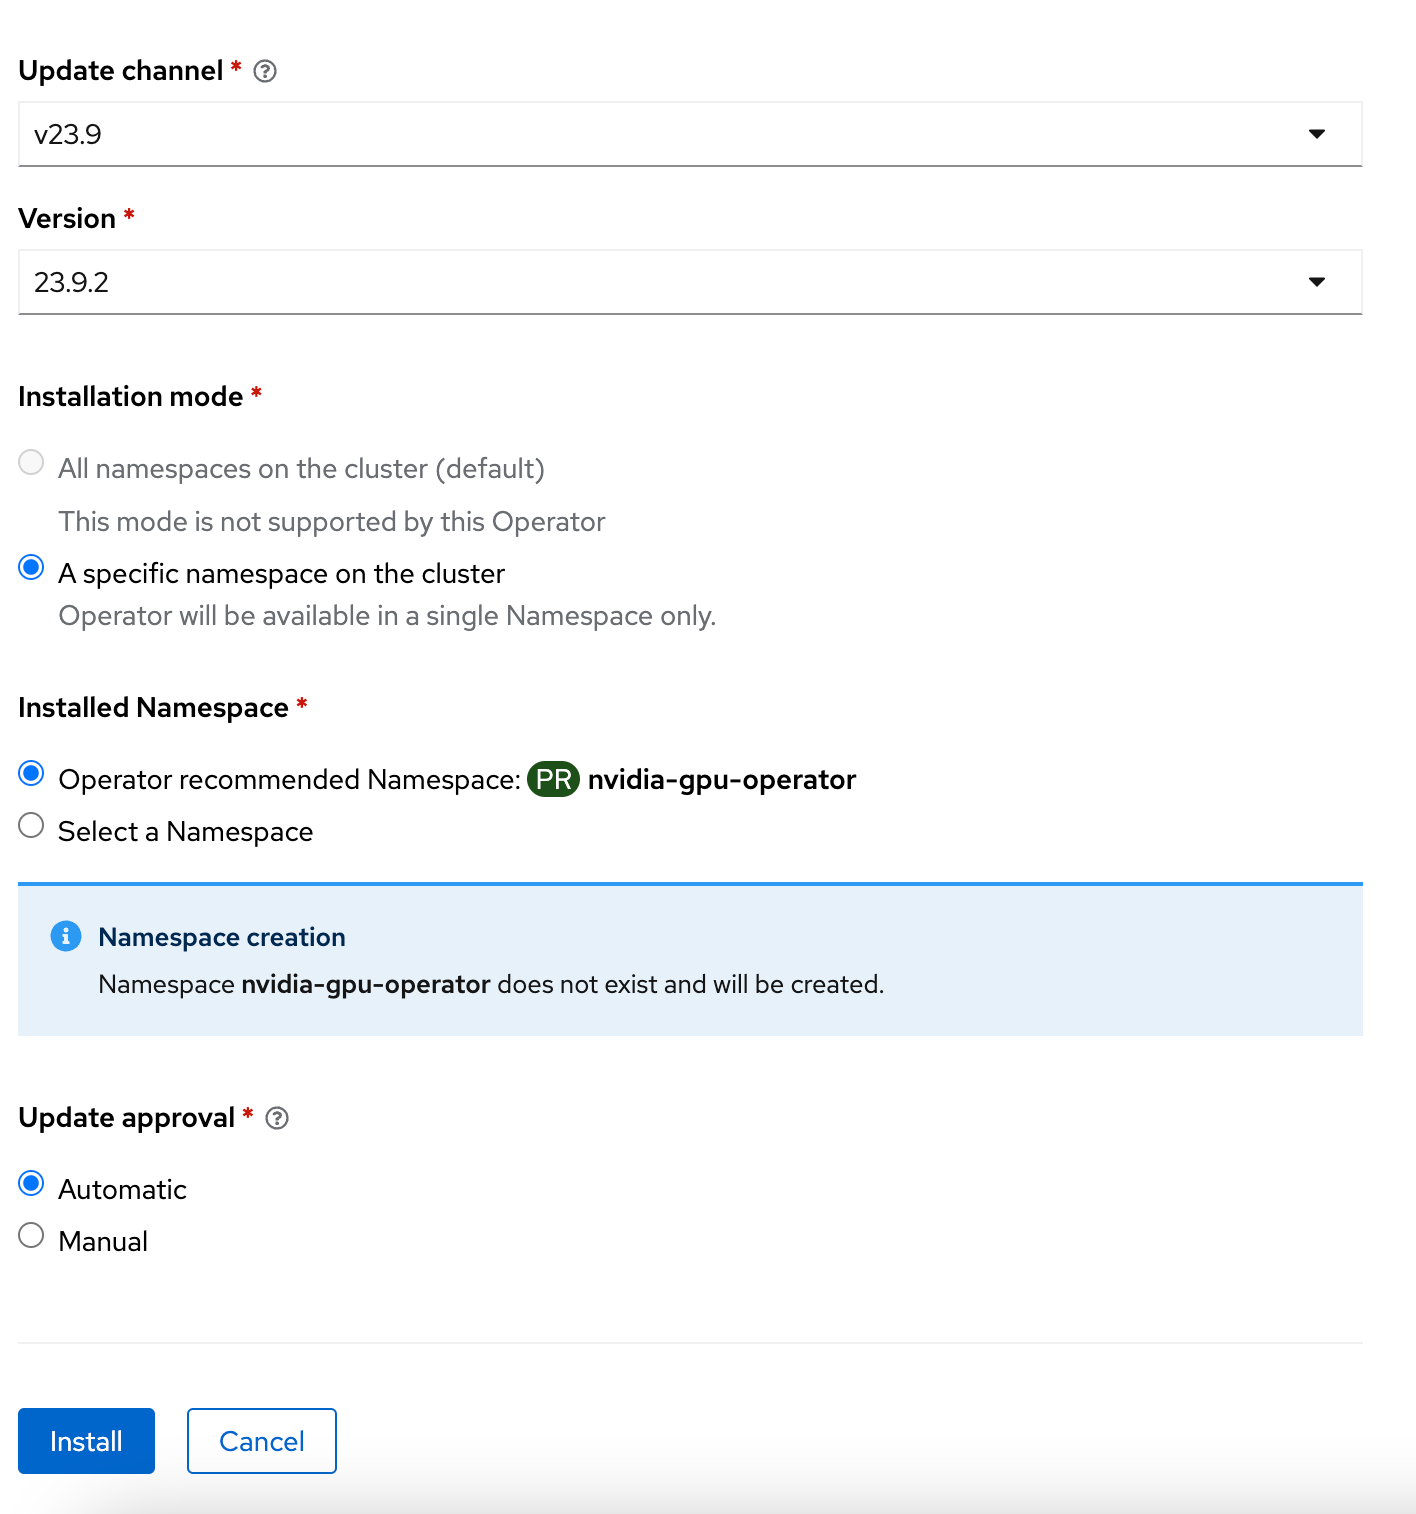 Update channel *
v23.9
Version *
23.9.2
Installation mode *
All namespaces on the cluster (default)
This mode is not supported by this Operator
A specific namespace on the cluster
Operator will be available in a single Namespace only.
Installed Namespace *
Operator recommended Namespace: PR nvidia-gpu-operator
Select a Namespace
Namespace creation
Namespace nvidia-gpu-operator does not exist and will be created.
Update approval *
Automatic
Manual
Install Cancel